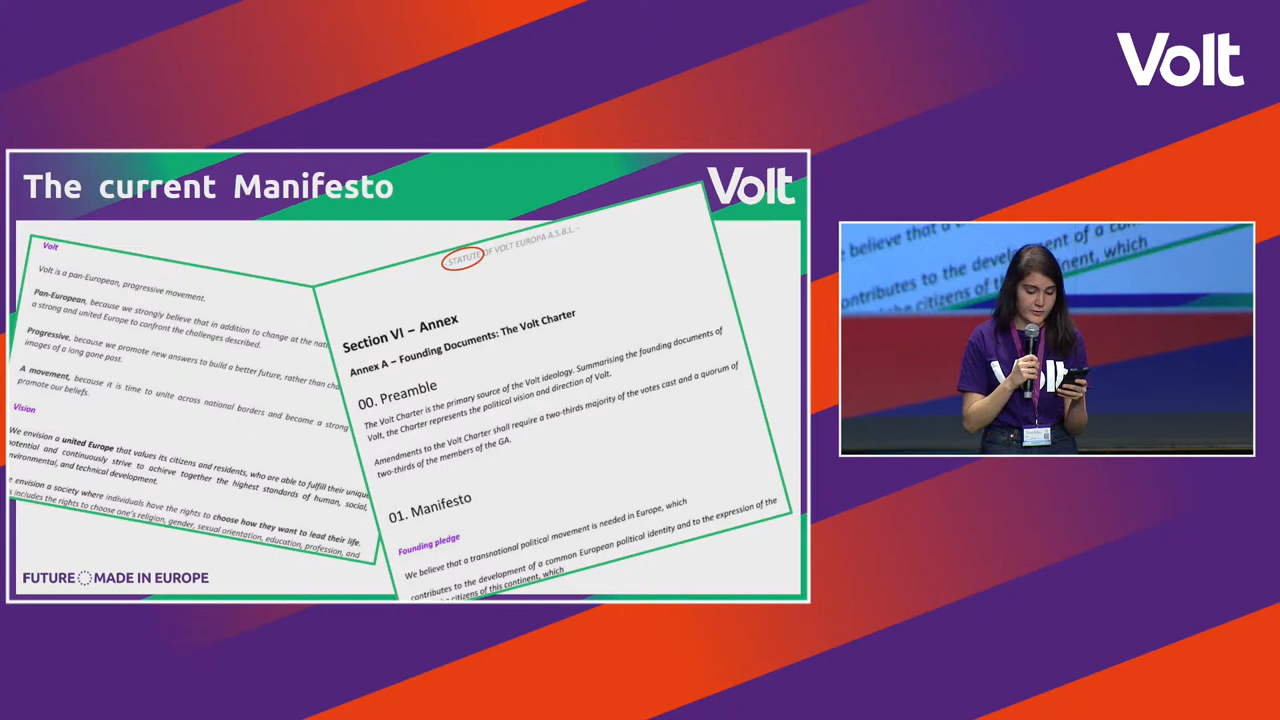 Volt
The current Manifesto
Volt
Volt
Volt is a pan-European, progressive movement.
Pan-European, because we strongly believe that in addition to change at the
a strong and united Europe to confront the challenges described.
Progressive, because we promote new answers to build a better future, rather than
images of a long gone past.
A movement, because it is time to unite across national borders and become a strong
promote our beliefs.
Vision
We envision a united Europe that values its citizens and residents, who are able to fulfill their unique
potential and continuously strive to achieve together the highest standards of human, social,
environmental, and technical development.
envision a society where individuals have the rights to choose how they want to lead their life.
includes the rights to choose one's religion, gender, sexual orientation, education, profession, and
- STATUTE OF VOLT EUROPA A.S.B.L. -
Section VI – Annex
Annex A – Founding Documents: The Volt Charter
00. Preamble
The Volt Charter is the primary source of the Volt ideology. Summarising the founding documents of
Volt, the Charter represents the political vision and direction of Volt.
Amendments to the Volt Charter shall require a two-thirds majority of the votes cast and a quorum of
two-thirds of the members of the GA.
01. Manifesto
Founding pledge
We believe that a transnational political movement is needed in Europe, which
contributes to the development of a common European political identity and to the expression of the
citizens of this continent, which
FUTURE MADE IN EUROPE
believe that a
contributes to the development of a
the citizens of this continent, which
Volt